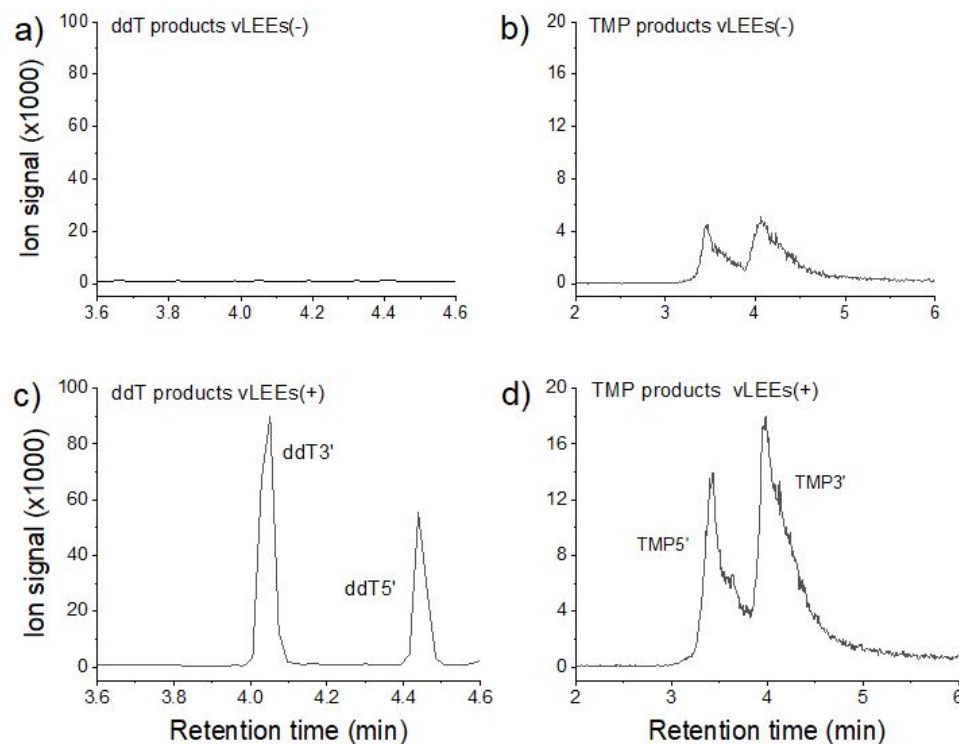 a)
ddT products vLEEs(-)
100
80
60
40
20
0
3.6
3.8
4.0
4.2
4.4
4.6
Ion signal (x1000)
b)
TMP products vLEEs(-)
20
16
12
8
4
0
2
3
4
5
6
c)
ddT products vLEEs(+)
100
80
60
40
20
0
ddT3'
ddT5'
3.6
3.8
4.0
4.2
4.4
4.6
Ion signal (x1000)
Retention time (min)
d)
TMP products vLEEs(+)
20
16
12
8
4
0
TMP5'
TMP3'
2
3
4
5
6
Retention time (min)